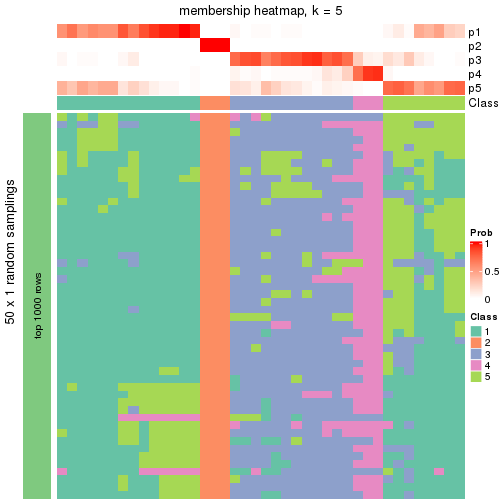 membership heatmap, k = 5
p1
p2
p3
p4
p5
Class
50 x 1 random samplings
top 1000 rows
Prob
1
0.5
0
Class
1
2
3
4
5